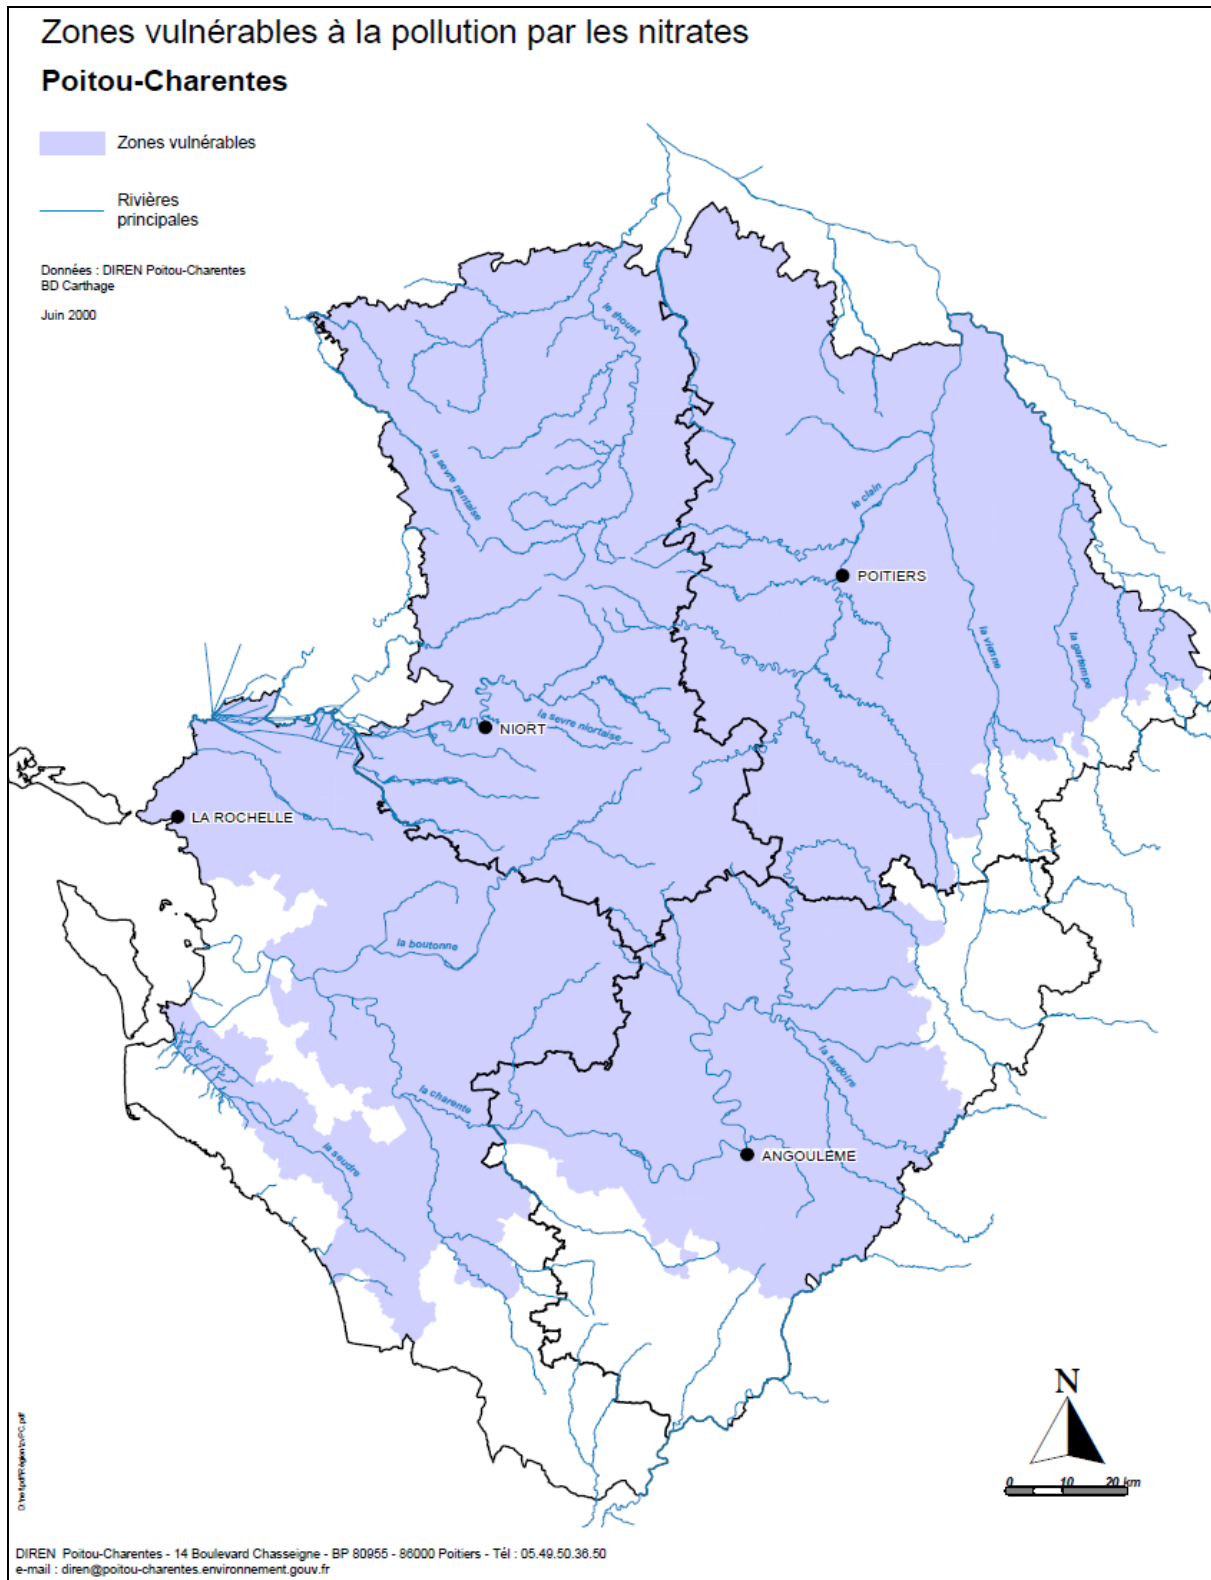 Zones vulnérables à la pollution par les nitrates
Poitou-Charentes
Zones vulnérables
Rivières
principales
Données : DIREN Poitou-Charentes
BD Carthage
Juin 2000
le thouet
la sevre nantaise
le clain
POITIERS
la vienne
la gartempe
la sevre niortaise
NIORT
LA ROCHELLE
la boutonne
la tardoire
la charente
la seudre
ANGOULEME
N
0 10 20 km
DIREN Poitou-Charentes - 14 Boulevard Chasseigne - BP 80955 - 86000 Poitiers - Tél : 05.49.50.36.50
e-mail : diren@poitou-charentes.environnement.gouv.fr